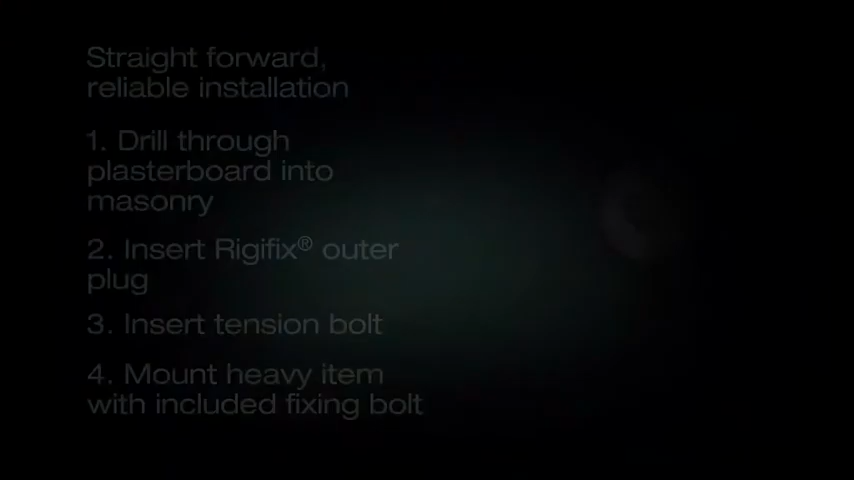 Straight forward,
reliable installation
1. Drill through
plasterboard into
masonry
2. Insert Rigifix® outer
plug
3. Insert tension bolt
4. Mount heavy item
with included fixing bolt